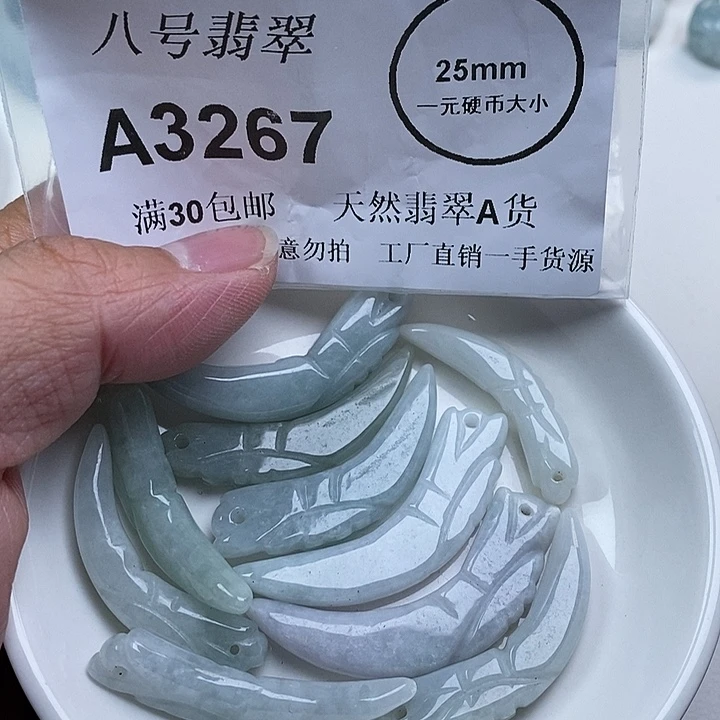 八号翡翠
25mm
一元硬币大小
A3267
满30包邮 天然翡翠A货
意勿拍 工厂直销一手货源